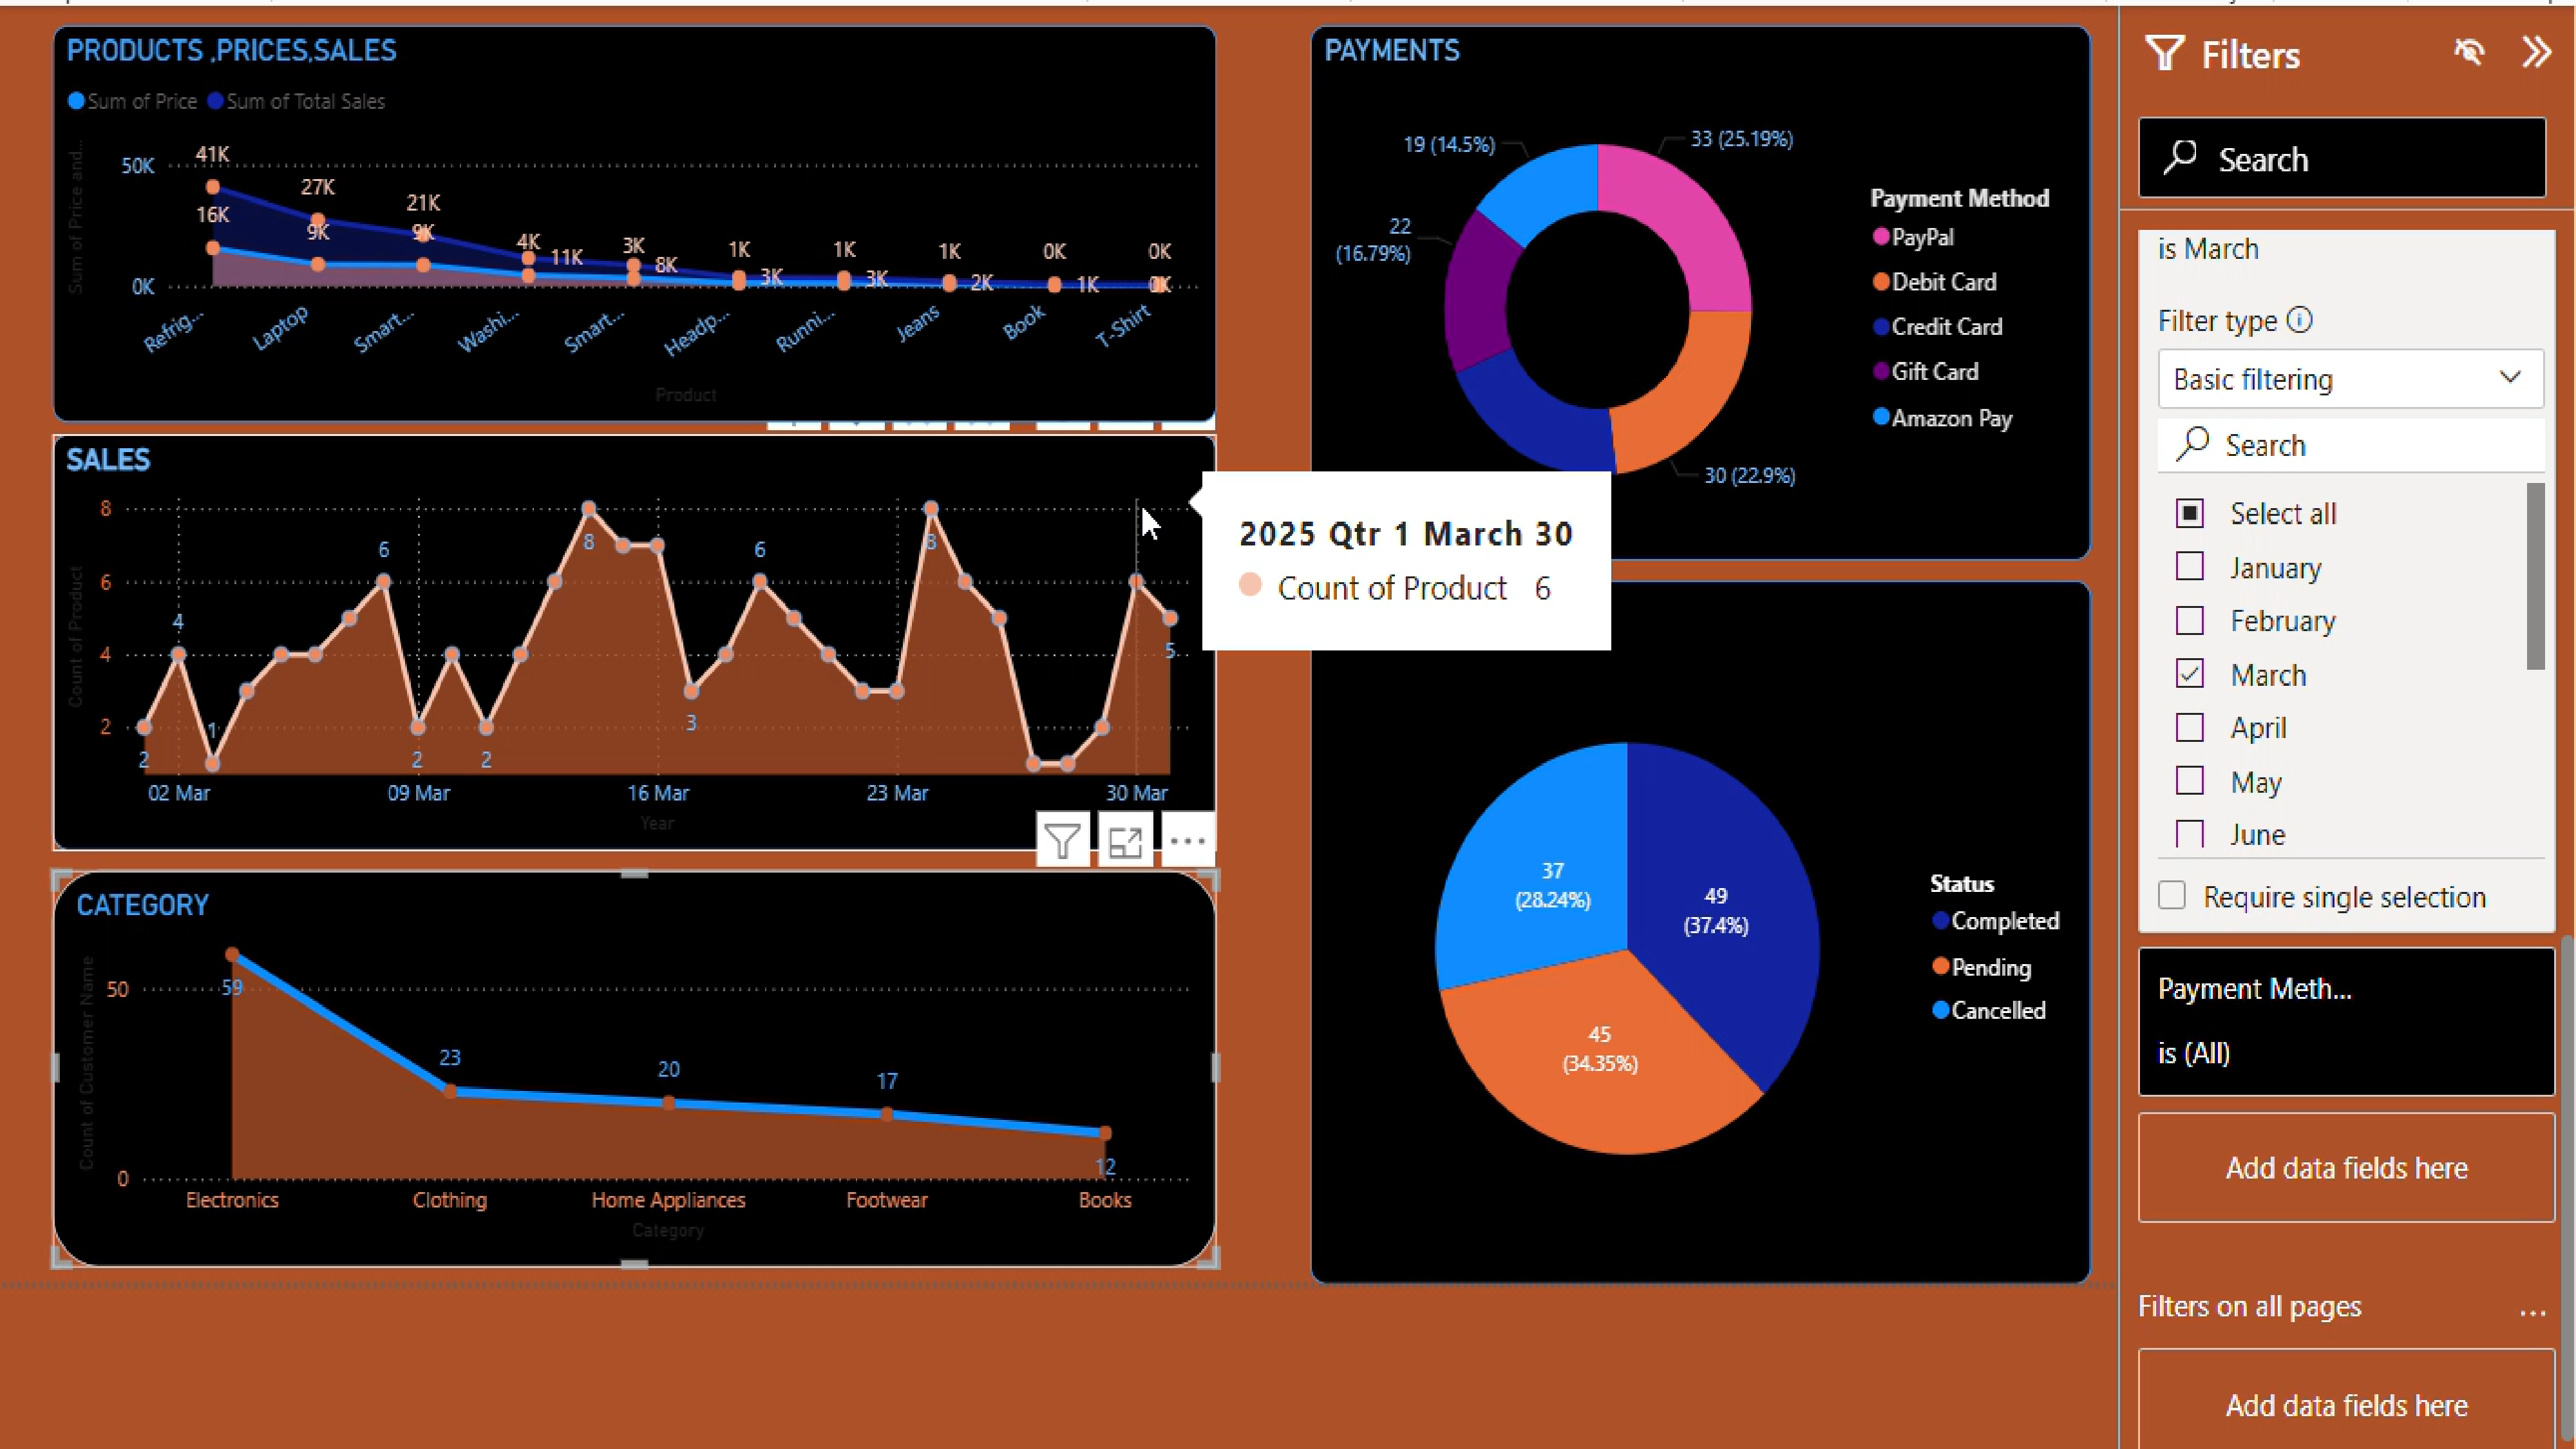 PRODUCTS ,PRICES,SALES
Sum of Price Sum of Total Sales
Sum of Price and...
50K
0K
41K
16K
27K
9K
21K
9K
4K
11K
3K
8K
1K
3K
1K
3K
1K
2K
0K
1K
0K
0K
Refrig...
Laptop
Smart...
Washi...
Smart...
Headp...
Runni...
Jeans
Book
T-Shirt
Product
SALES
Count of Product
8
6
4
2
2
4
1
6
2
2
8
3
6
8
5
02 Mar
09 Mar
16 Mar
23 Mar
30 Mar
Year
2025 Qtr 1 March 30
Count of Product 6
CATEGORY
Count of Customer Name
50
0
59
23
20
17
12
Electronics
Clothing
Home Appliances
Footwear
Books
Category
PAYMENTS
19 (14.5%)
33 (25.19%)
22
(16.79%)
30 (22.9%)
Payment Method
PayPal
Debit Card
Credit Card
Gift Card
Amazon Pay
37
(28.24%)
49
(37.4%)
45
(34.35%)
Status
Completed
Pending
Cancelled
Filters
Search
is March
Filter type
Basic filtering
Search
Select all
January
February
March
April
May
June
Require single selection
Payment Meth...
is (All)
Add data fields here
Filters on all pages
...
Add data fields here